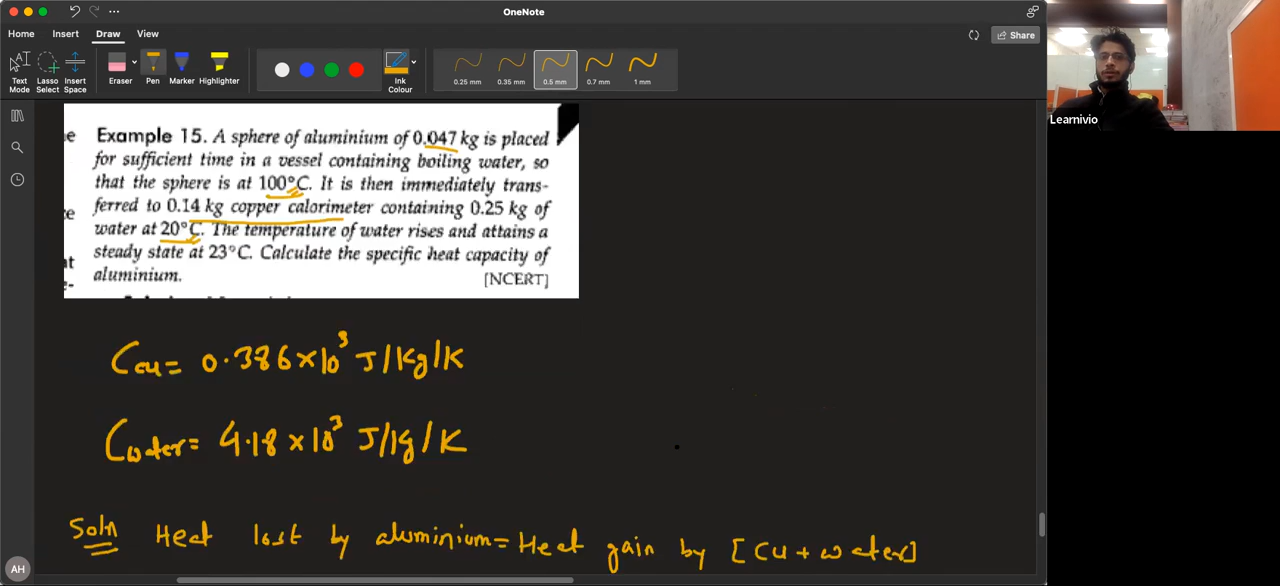 OneNote
Home Insert Draw View
Share
Text Mode
Lasso Select
Insert Space
Eraser
Pen
Marker
Highlighter
Ink Colour
0.25 mm
0.35 mm
0.5 mm
0.7 mm
1 mm
Learnivio
Example 15. A sphere of aluminium of 0.047 kg is placed
for sufficient time in a vessel containing boiling water, so
that the sphere is at 100°C. It is then immediately trans-
ferred to 0.14 kg copper calorimeter containing 0.25 kg of
water at 20°C. The temperature of water rises and attains a
steady state at 23°C. Calculate the specific heat capacity of
aluminium. [NCERT]
C cu = 0.386×10³ J/Kg/K
C water = 4.18×10³ J/Kg/K
Soln Heat lost by aluminium = Heat gain by [Cu + water]
AH